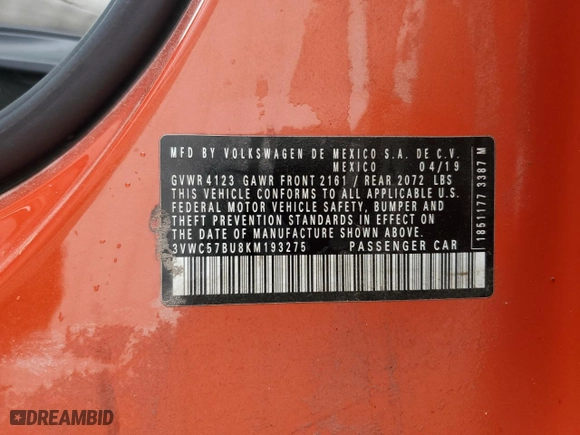 MFD BY VOLKSWAGEN DE MEXICO S.A. DE C.V.
MEXICO 04/19
GVWR 4123 GAWR FRONT 2161 / REAR 2072 LBS
THIS VEHICLE CONFORMS TO ALL APPLICABLE U.S.
FEDERAL MOTOR VEHICLE SAFETY, BUMPER AND
THEFT PREVENTION STANDARDS IN EFFECT ON
THE DATE OF MANUFACTURE SHOWN ABOVE.
3VWC57BU8KM193275 PASSENGER CAR
1851177 3387 M
DREAMBID